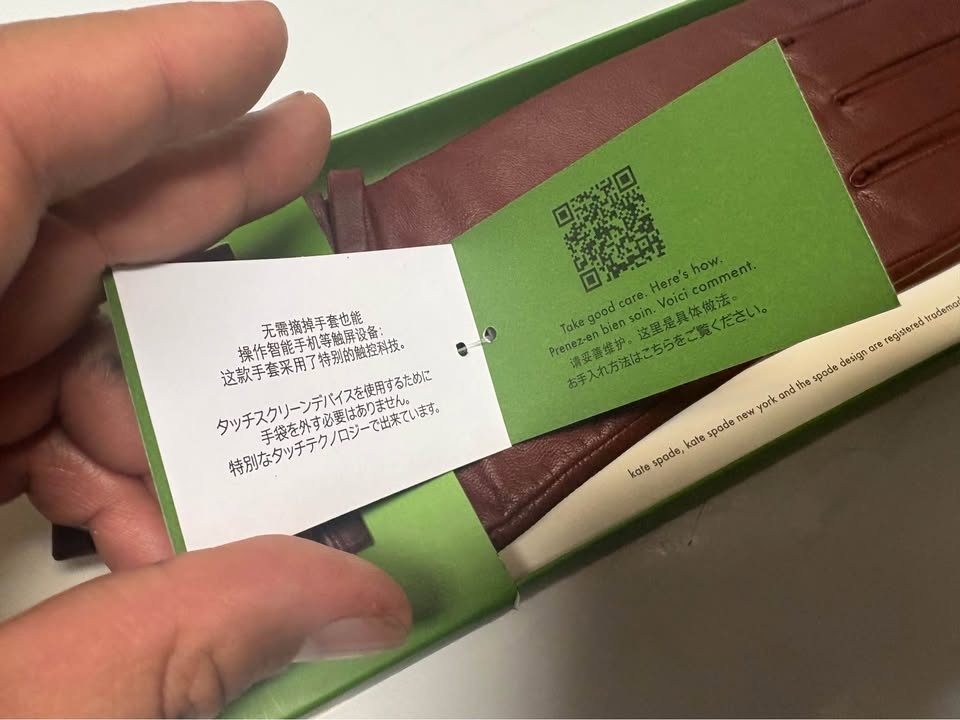 无需摘掉手套也能
操作智能手机等触屏设备:
这款手套采用了特别的触控科技。
タッチスクリーンデバイスを使用するために
手袋を外す必要はありません。
特別なタッチテクノロジーで出来ています。
Take good care. Here's how.
Prenez-en bien soin. Voici comment.
请妥善维护。这里是具体做法。
お手入れ方法はこちらをご覧ください。
kate spade, kate spade new york and the spade design are registered